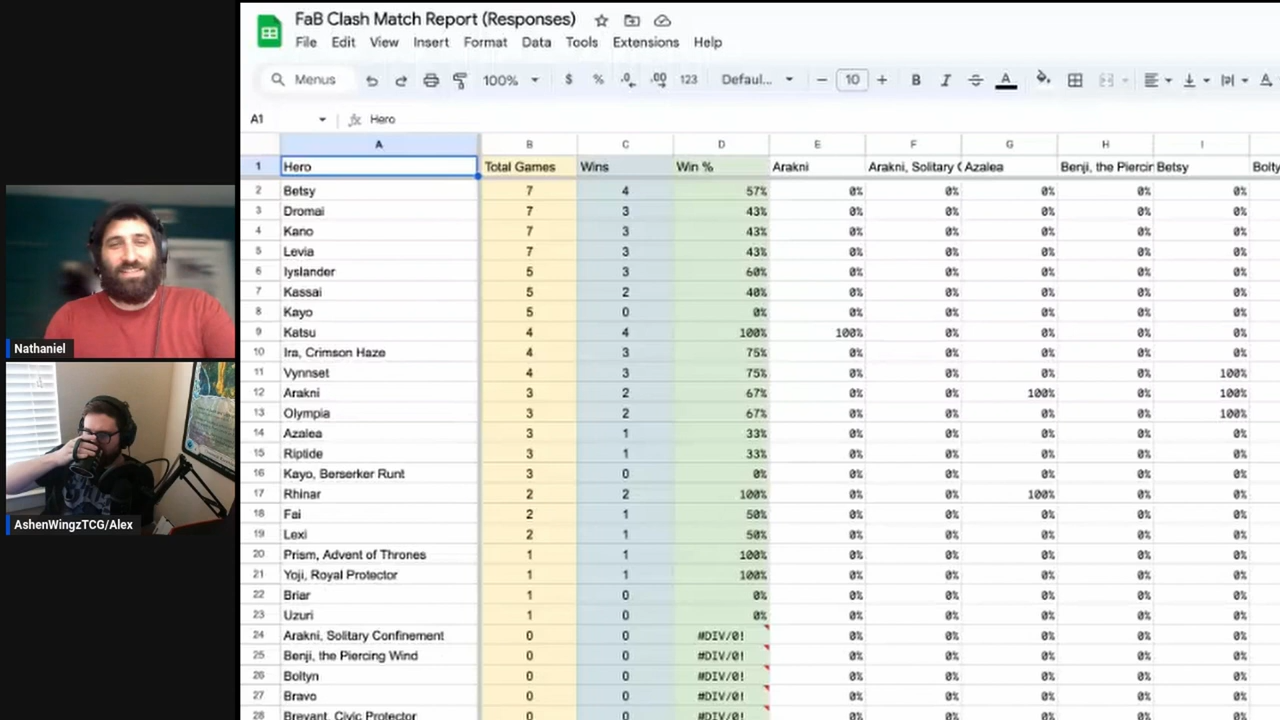 FaB Clash Match Report (Responses)
File Edit View Insert Format Data Tools Extensions Help
Menus 100% $ % .0 .00 123 Defaul... − 10 + B I A
A1 fx Hero
A B C D E F G H I
1 Hero Total Games Wins Win % Arakni Arakni, Solitary C Azalea Benji, the Piercin Betsy Bolty
2 Betsy 7 4 57% 0% 0% 0% 0% 0%
3 Dromai 7 3 43% 0% 0% 0% 0% 0%
4 Kano 7 3 43% 0% 0% 0% 0% 0%
5 Levia 7 3 43% 0% 0% 0% 0% 0%
6 Iyslander 5 3 60% 0% 0% 0% 0% 0%
7 Kassai 5 2 40% 0% 0% 0% 0% 0%
8 Kayo 5 0 0% 0% 0% 0% 0% 0%
9 Katsu 4 4 100% 100% 0% 0% 0% 0%
10 Ira, Crimson Haze 4 3 75% 0% 0% 0% 0% 0%
11 Vynnset 4 3 75% 0% 0% 0% 0% 100%
12 Arakni 3 2 67% 0% 0% 100% 0% 100%
13 Olympia 3 2 67% 0% 0% 0% 0% 100%
14 Azalea 3 1 33% 0% 0% 0% 0% 0%
15 Riptide 3 1 33% 0% 0% 0% 0% 0%
16 Kayo, Berserker Runt 3 0 0% 0% 0% 0% 0% 0%
17 Rhinar 2 2 100% 0% 0% 100% 0% 0%
18 Fai 2 1 50% 0% 0% 0% 0% 0%
19 Lexi 2 1 50% 0% 0% 0% 0% 0%
20 Prism, Advent of Thrones 1 1 100% 0% 0% 0% 0% 0%
21 Yoji, Royal Protector 1 1 100% 0% 0% 0% 0% 0%
22 Briar 1 0 0% 0% 0% 0% 0% 0%
23 Uzuri 1 0 0% 0% 0% 0% 0% 0%
24 Arakni, Solitary Confinement 0 0 #DIV/0! 0% 0% 0% 0% 0%
25 Benji, the Piercing Wind 0 0 #DIV/0! 0% 0% 0% 0% 0%
26 Boltyn 0 0 #DIV/0! 0% 0% 0% 0% 0%
27 Bravo 0 0 #DIV/0! 0% 0% 0% 0% 0%
28 Brevant, Civic Protector 0 0 #DIV/0! 0% 0% 0% 0% 0%
Nathaniel
AshenWingzTCG/Alex